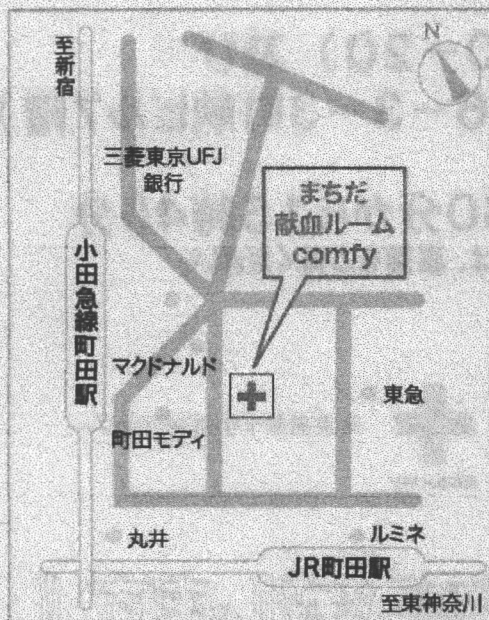 N
至新宿
三菱東京UFJ
銀行
まちだ
献血ルーム
comfy
小田急線町田駅
マクドナルド
東急
町田モディ
丸井
ルミネ
JR町田駅
至東神奈川